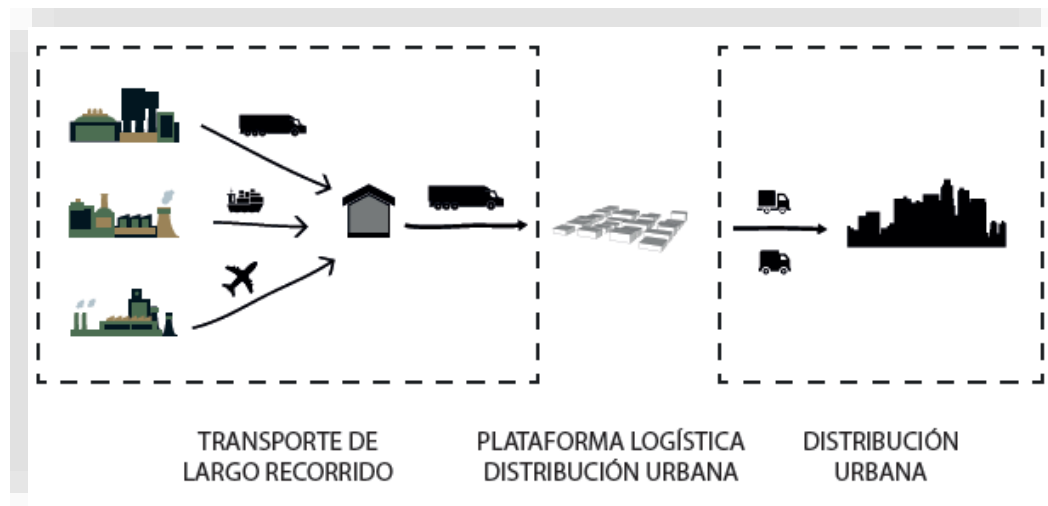 TRANSPORTE DE
LARGO RECORRIDO
PLATAFORMA LOGÍSTICA
DISTRIBUCIÓN URBANA
DISTRIBUCIÓN
URBANA